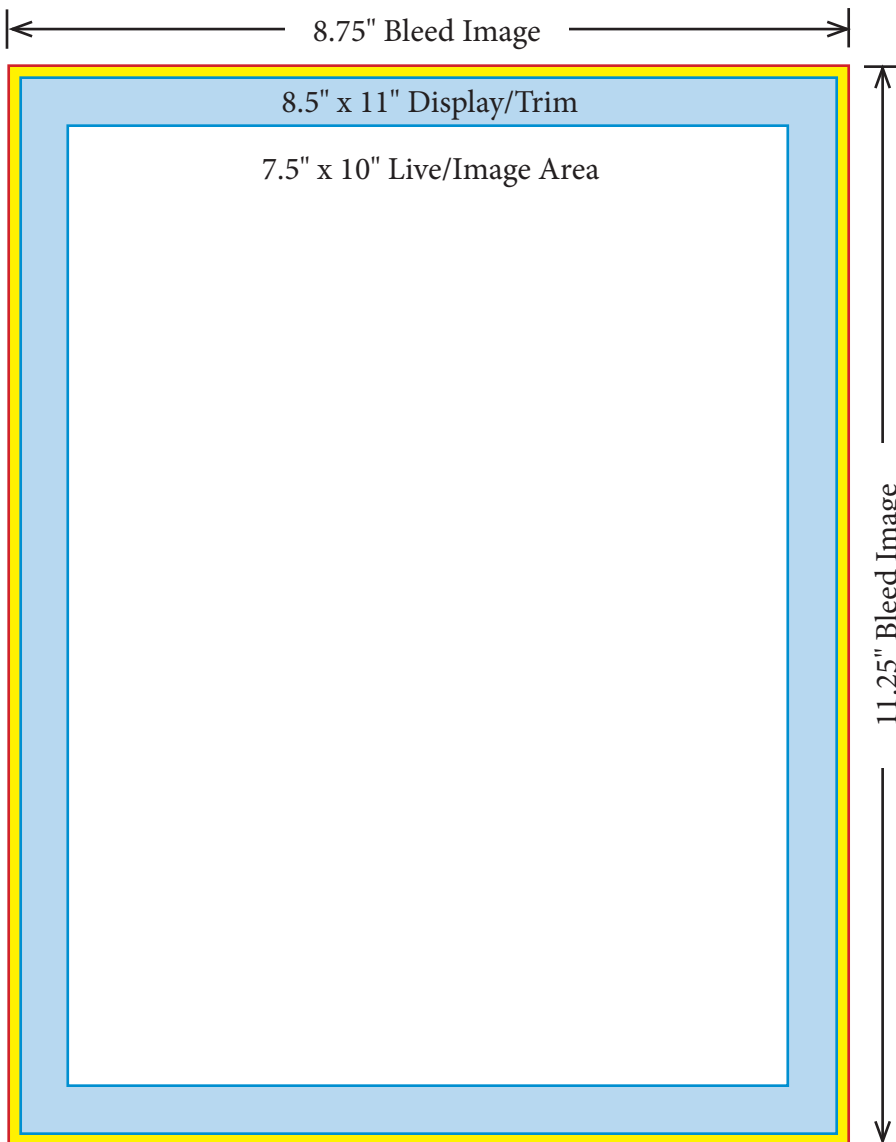 8.75" Bleed Image
8.5" x 11" Display/Trim
7.5" x 10" Live/Image Area
11.25" Bleed Image